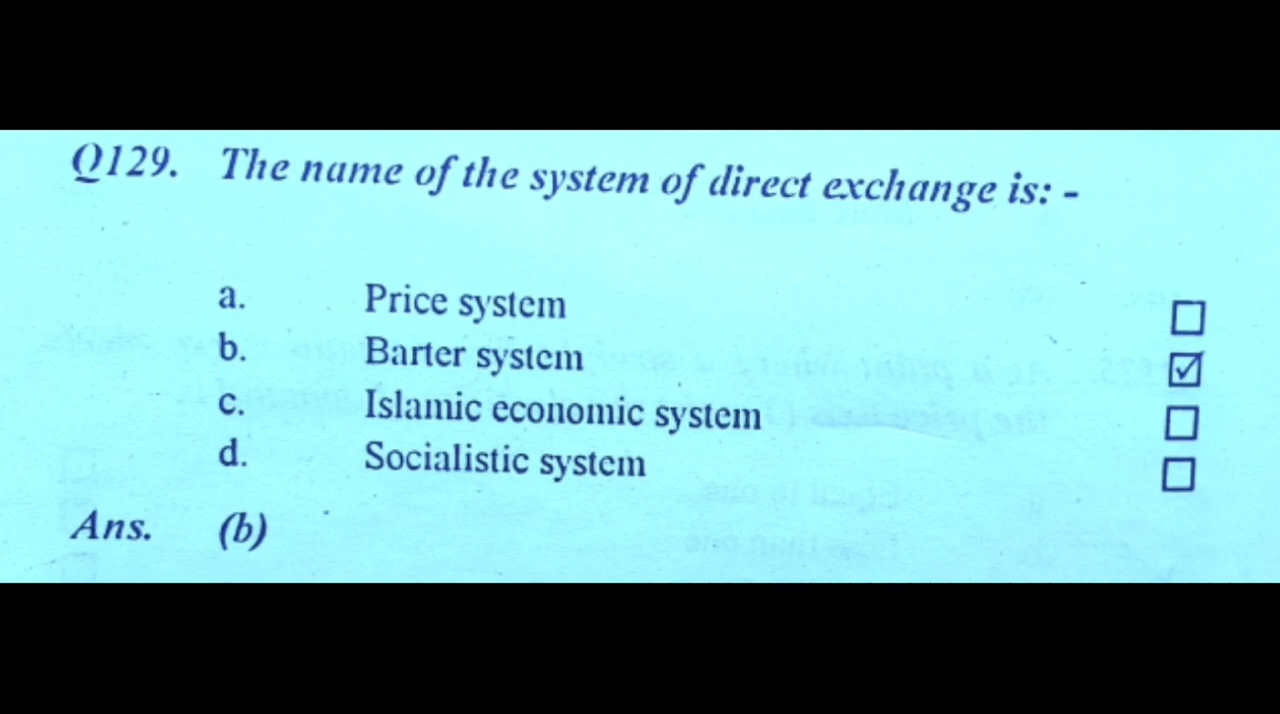 Q129. The name of the system of direct exchange is: -
a. Price system ☐
b. Barter system ☑
c. Islamic economic system ☐
d. Socialistic system ☐
Ans. (b)